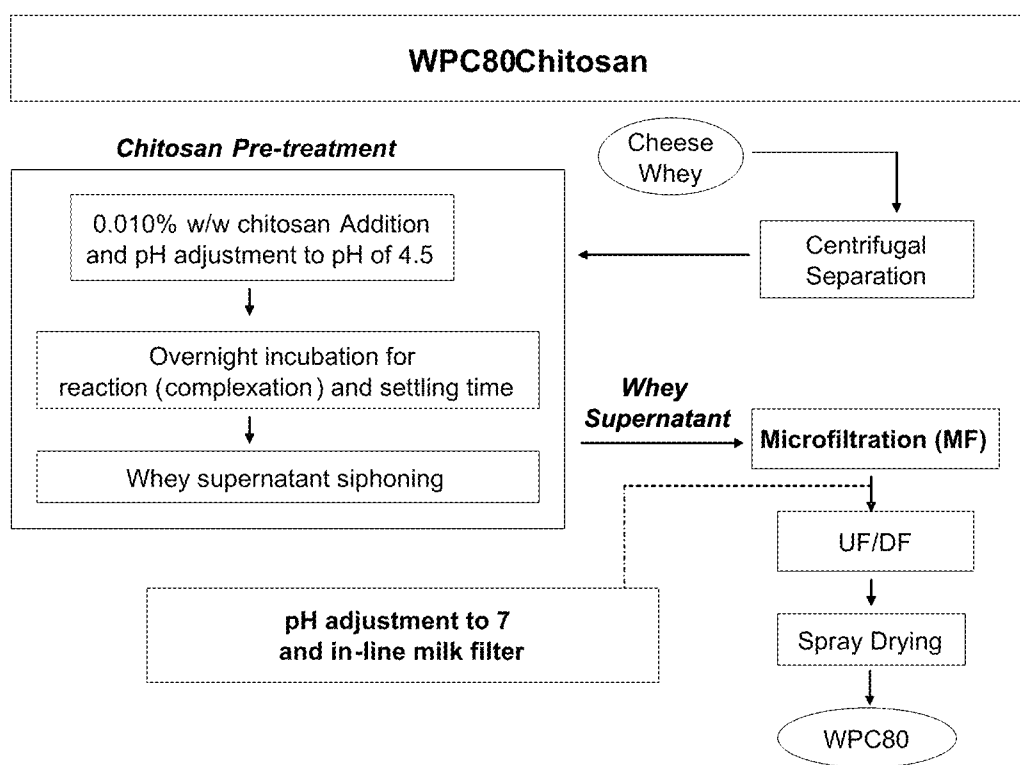 WPC80Chitosan
Chitosan Pre-treatment
0.010% w/w chitosan Addition
and pH adjustment to pH of 4.5
Overnight incubation for
reaction (complexation) and settling time
Whey supernatant siphoning
Cheese
Whey
Centrifugal
Separation
Whey
Supernatant
Microfiltration (MF)
UF/DF
pH adjustment to 7
and in-line milk filter
Spray Drying
WPC80